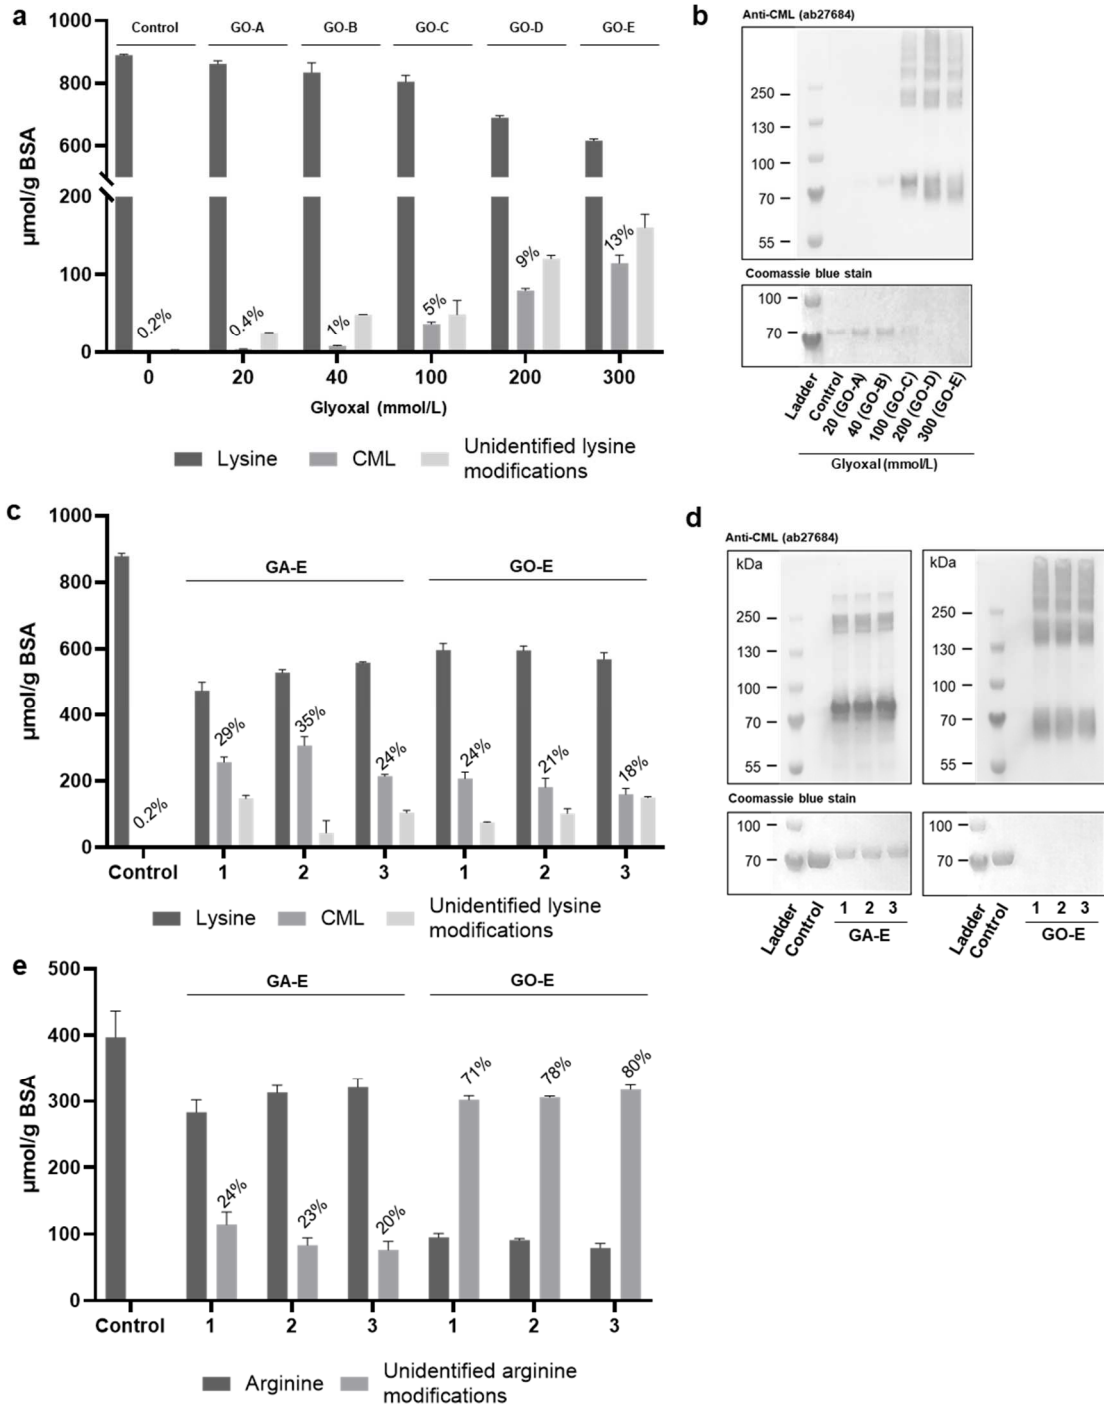 a
Control GO-A GO-B GO-C GO-D GO-E
1000
800
600
200
100
0
µmol/g BSA
0.2% 0.4% 1% 5% 9% 13%
0 20 40 100 200 300
Glyoxal (mmol/L)
Lysine CML Unidentified lysine
modifications
b
Anti-CML (ab27684)
250
130
100
70
55
Coomassie blue stain
100
70
Ladder Control 20 (GO-A) 40 (GO-B) 100 (GO-C) 200 (GO-D) 300 (GO-E)
Glyoxal (mmol/L)
c
1000
800
600
400
200
0
µmol/g BSA
GA-E GO-E
0.2% 29% 35% 24% 24% 21% 18%
Control 1 2 3 1 2 3
Lysine CML Unidentified lysine
modifications
d
Anti-CML (ab27684)
kDa kDa
250 250
130 130
100 100
70 70
55 55
Coomassie blue stain
100 100
70 70
Ladder Control 1 2 3 Ladder Control 1 2 3
GA-E GO-E
e
500
400
300
200
100
0
µmol/g BSA
GA-E GO-E
24% 23% 20% 71% 78% 80%
Control 1 2 3 1 2 3
Arginine Unidentified arginine
modifications